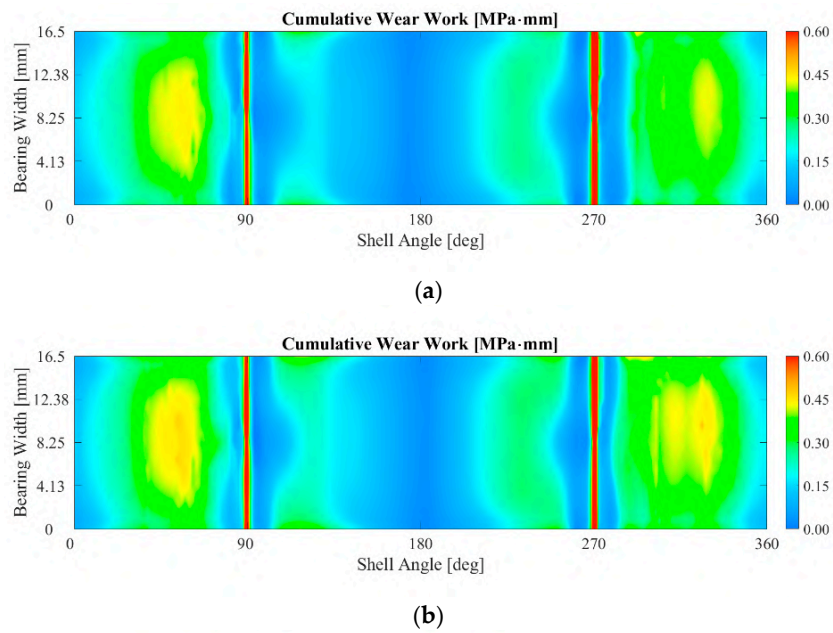 Cumulative Wear Work [MPa·mm]
16.5
12.38
8.25
4.13
0
Bearing Width [mm]
0 90 180 270 360
Shell Angle [deg]
0.60
0.45
0.30
0.15
0.00
(a)
Cumulative Wear Work [MPa·mm]
16.5
12.38
8.25
4.13
0
Bearing Width [mm]
0 90 180 270 360
Shell Angle [deg]
0.60
0.45
0.30
0.15
0.00
(b)